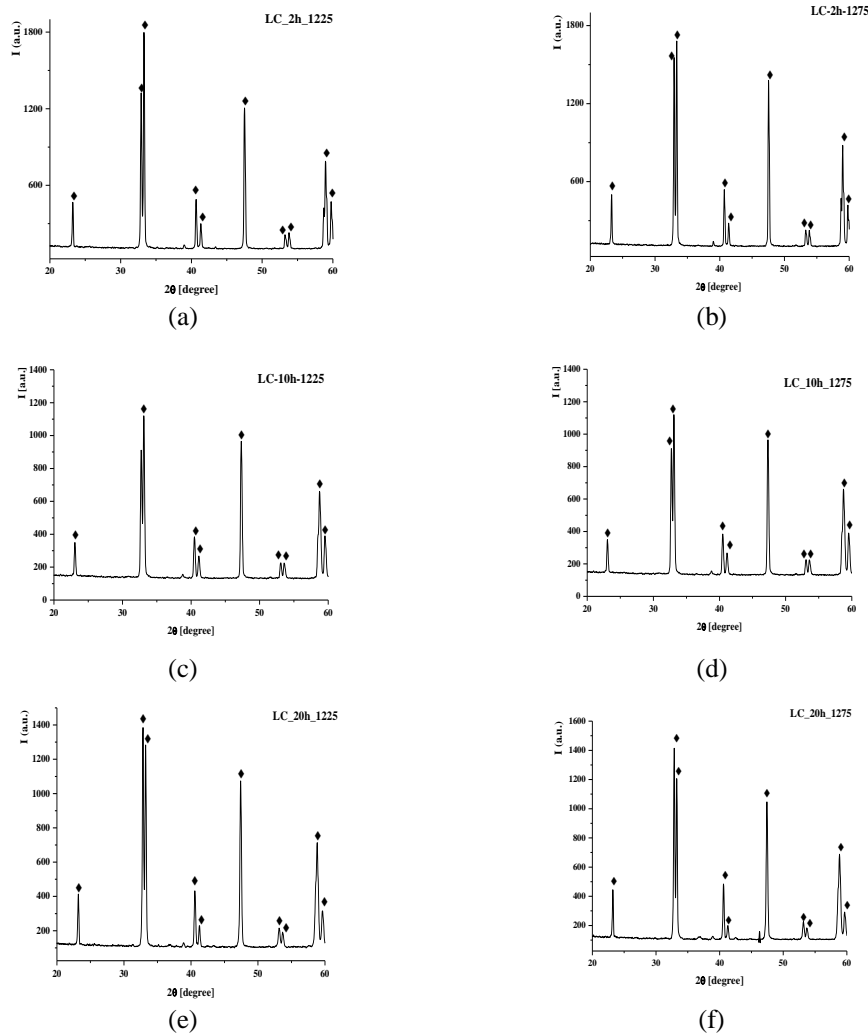 LC_2h_1225
I (a.u.)
1800
1200
600
20 30 40 50 60
2θ [degree]
(a)
LC-2h-1275
I (a.u.)
1800
1200
600
20 30 40 50 60
2θ [degree]
(b)
LC-10h-1225
I [a.u.]
1400
1200
1000
800
600
400
200
0
20 30 40 50 60
2θ [degree]
(c)
LC_10h_1275
I (a.u.)
1400
1200
1000
800
600
400
200
0
20 30 40 50 60
2θ [degree]
(d)
LC_20h_1225
I (a.u.)
1400
1200
1000
800
600
400
200
20 30 40 50 60
2θ [degree]
(e)
LC_20h_1275
I (a.u.)
1600
1400
1200
1000
800
600
400
200
20 30 40 50 60
2θ [degree]
(f)